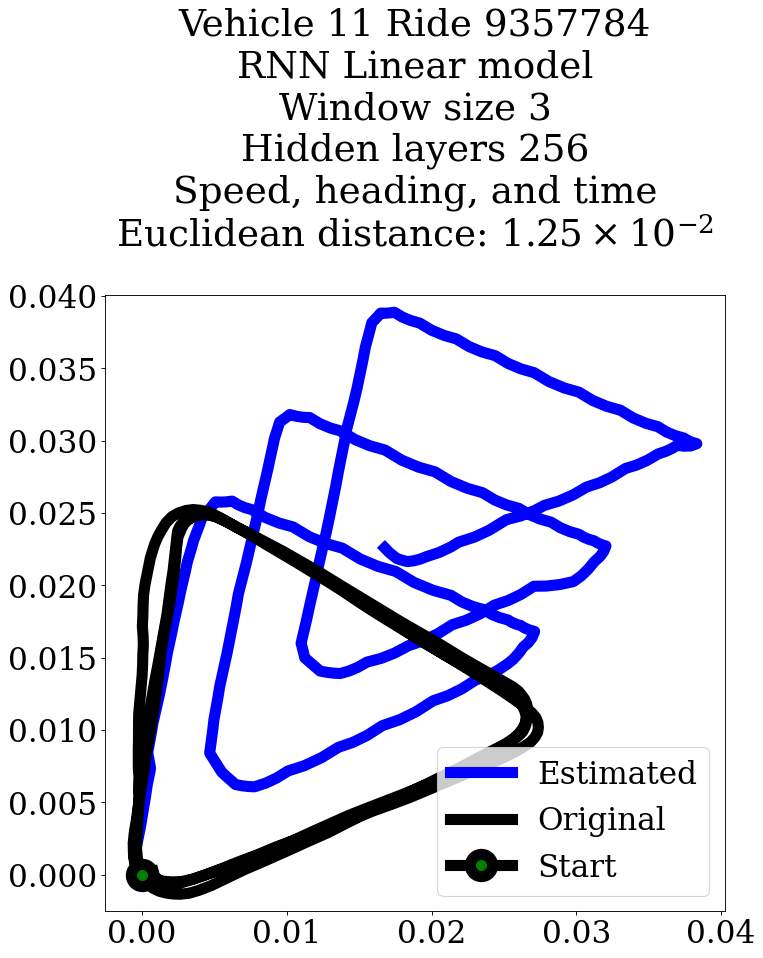 Vehicle 11 Ride 9357784
RNN Linear model
Window size 3
Hidden layers 256
Speed, heading, and time
Euclidean distance: 1.25 × 10⁻²
0.040
0.035
0.030
0.025
0.020
0.015
0.010
0.005
0.000
Estimated
Original
Start
0.00 0.01 0.02 0.03 0.04